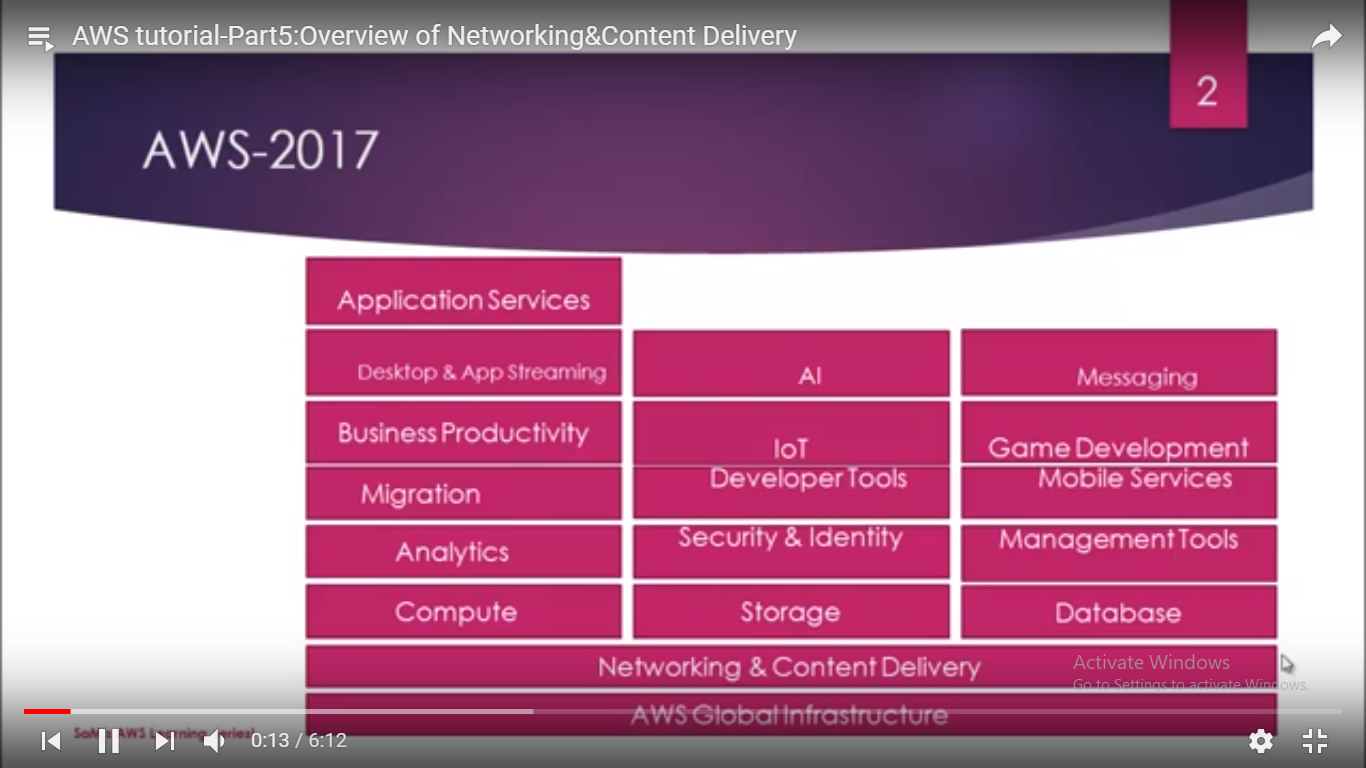 AWS tutorial-Part5:Overview of Networking&Content Delivery
2
AWS-2017
Application Services
Desktop & App Streaming
AI
Messaging
Business Productivity
IoT
Game Development
Migration
Developer Tools
Mobile Services
Analytics
Security & Identity
Management Tools
Compute
Storage
Database
Networking & Content Delivery
Activate Windows
Go to Settings to activate Windows.
AWS Global Infrastructure
AWS Learning
0:13 / 6:12